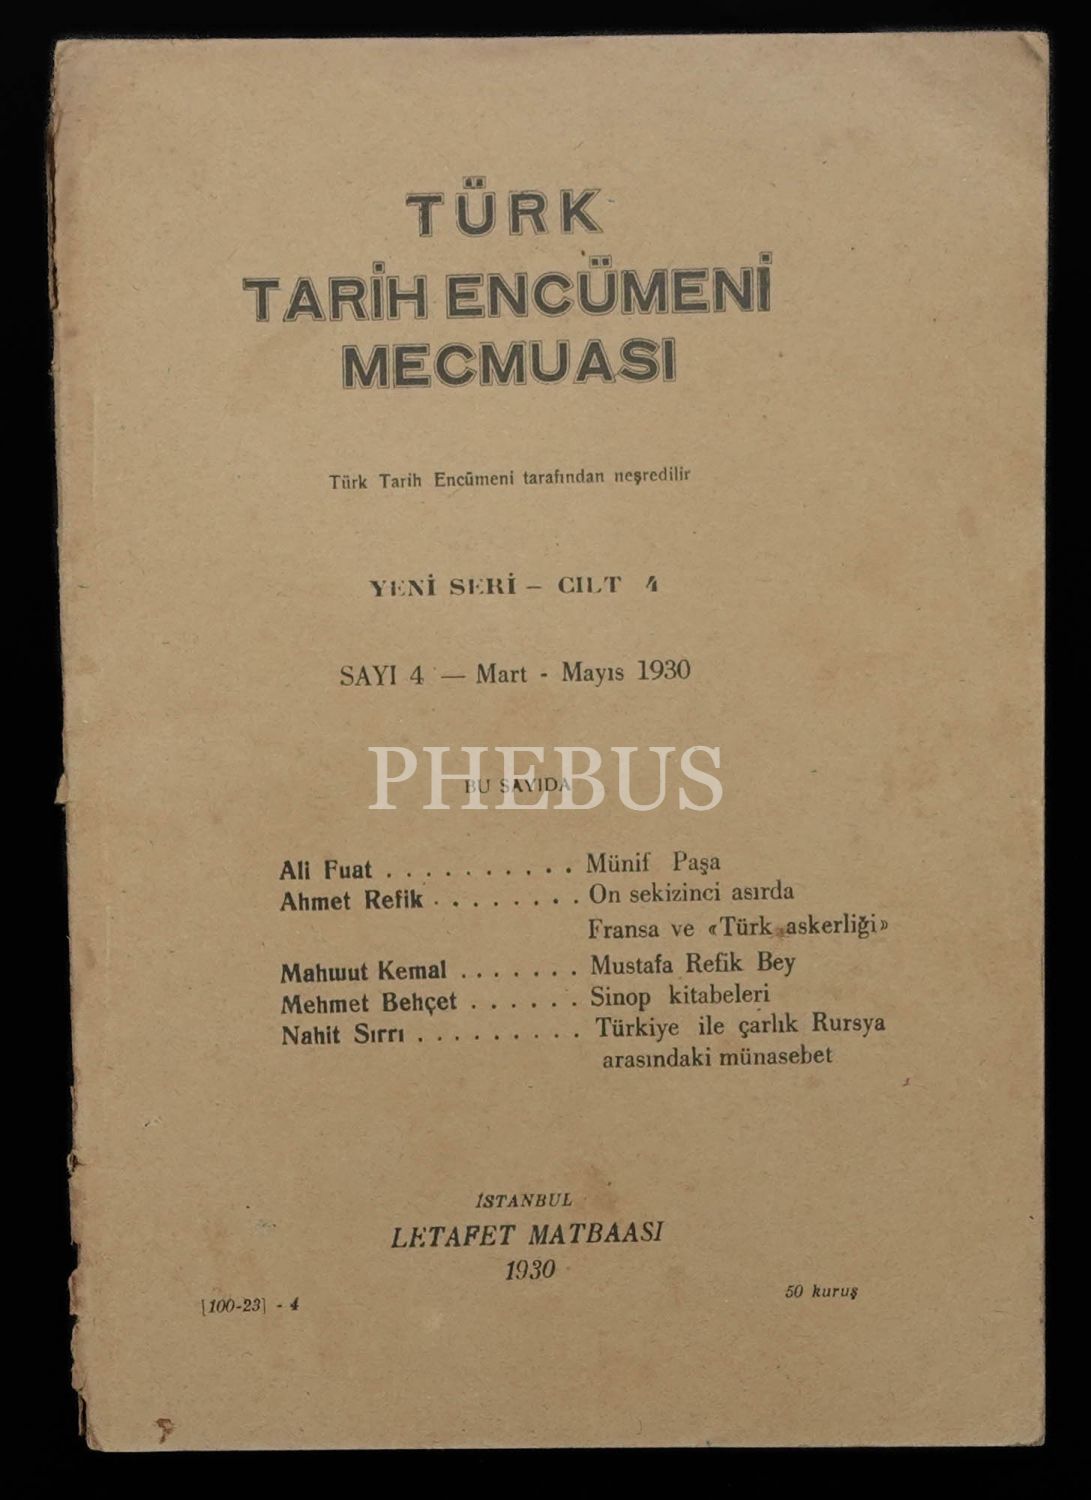 TÜRK
TARİH ENCÜMENİ
MECMUASI
Türk Tarih Encümeni tarafından neşredilir
YENİ SERİ – CILT 4
SAYI 4 — Mart - Mayıs 1930
PHEBUS
BU SAYIDA
Ali Fuat . . . . . . . . . . Münif Paşa
Ahmet Refik . . . . . . . . On sekizinci asırda
Fransa ve «Türk askerliği»
Mahmut Kemal . . . . . . . Mustafa Refik Bey
Mehmet Behçet . . . . . . Sinop kitabeleri
Nahit Sırrı . . . . . . . . . Türkiye ile çarlık Rursya
arasındaki münasebet
İSTANBUL
LETAFET MATBAASI
1930
50 kuruş
[100-23] - 4